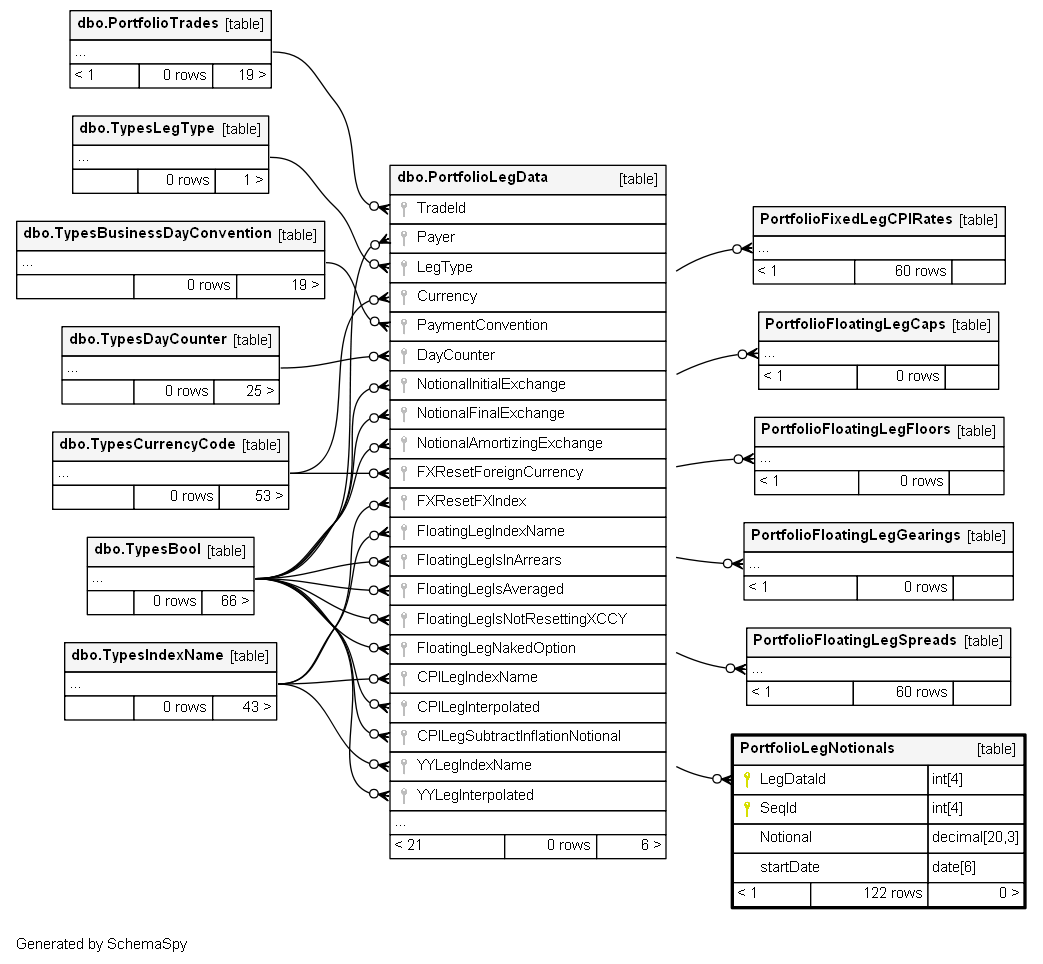 dbo.PortfolioTrades [table]
...
< 1 0 rows 19 >
dbo.TypesLegType [table]
...
0 rows 1 >
dbo.TypesBusinessDayConvention [table]
...
0 rows 19 >
dbo.TypesDayCounter [table]
...
0 rows 25 >
dbo.TypesCurrencyCode [table]
...
0 rows 53 >
dbo.TypesBool [table]
...
0 rows 66 >
dbo.TypesIndexName [table]
...
0 rows 43 >
dbo.PortfolioLegData [table]
TradeId
Payer
LegType
Currency
PaymentConvention
DayCounter
NotionalInitialExchange
NotionalFinalExchange
NotionalAmortizingExchange
FXResetForeignCurrency
FXResetFXIndex
FloatingLegIndexName
FloatingLegIsInArrears
FloatingLegIsAveraged
FloatingLegIsNotResettingXCCY
FloatingLegNakedOption
CPILegIndexName
CPILegInterpolated
CPILegSubtractInflationNotional
YYLegIndexName
YYLegInterpolated
...
< 21 0 rows 6 >
PortfolioFixedLegCPIRates [table]
...
< 1 60 rows
PortfolioFloatingLegCaps [table]
...
< 1 0 rows
PortfolioFloatingLegFloors [table]
...
< 1 0 rows
PortfolioFloatingLegGearings [table]
...
< 1 0 rows
PortfolioFloatingLegSpreads [table]
...
< 1 60 rows
PortfolioLegNotionals [table]
LegDataId int[4]
SeqId int[4]
Notional decimal[20,3]
startDate date[6]
< 1 122 rows 0 >
Generated by SchemaSpy